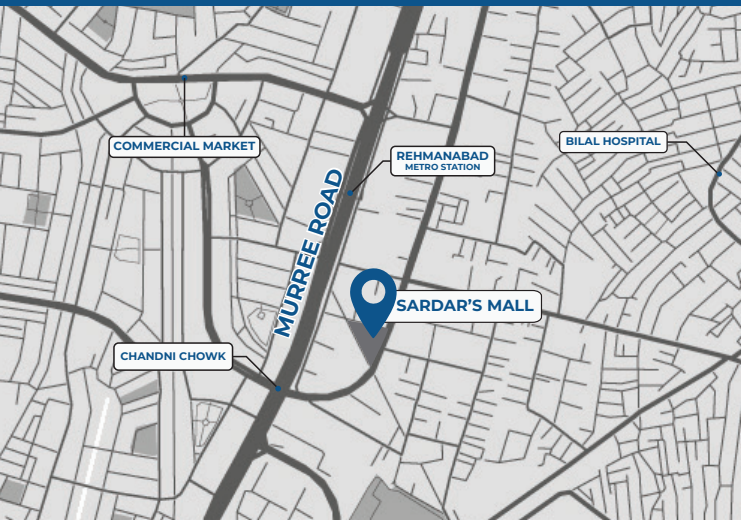 COMMERCIAL MARKET
BILAL HOSPITAL
REHMANABAD
METRO STATION
MURREE ROAD
SARDAR'S MALL
CHANDNI CHOWK